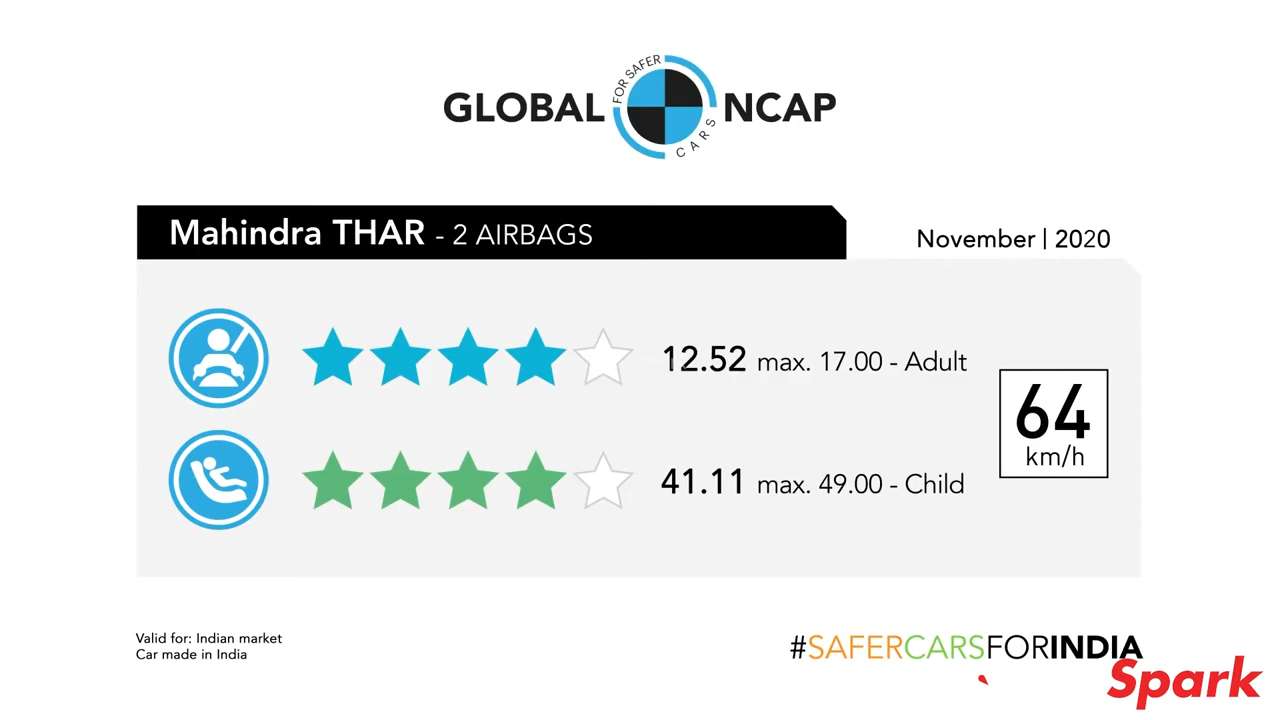 GLOBAL FOR SAFER CARS NCAP
Mahindra THAR - 2 AIRBAGS
November | 2020
12.52 max. 17.00 - Adult
41.11 max. 49.00 - Child
64
km/h
Valid for: Indian market
Car made in India
#SAFERCARSFORINDIA
Spark